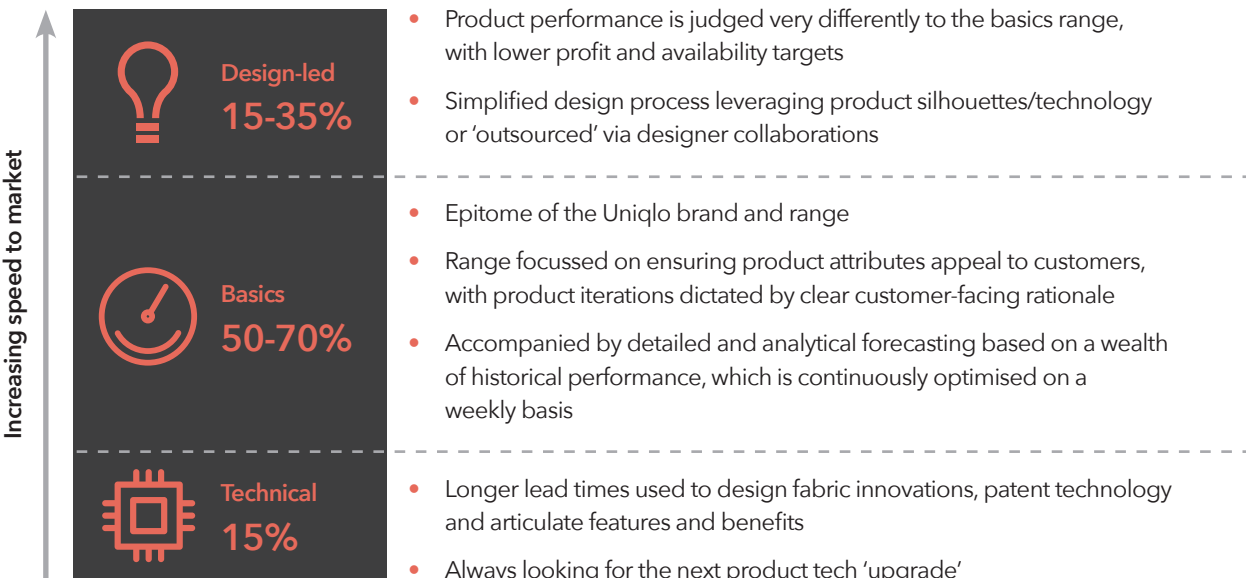 Increasing speed to market
Design-led
15-35%
• Product performance is judged very differently to the basics range,
with lower profit and availability targets
• Simplified design process leveraging product silhouettes/technology
or ‘outsourced’ via designer collaborations
Basics
50-70%
• Epitome of the Uniqlo brand and range
• Range focussed on ensuring product attributes appeal to customers,
with product iterations dictated by clear customer-facing rationale
• Accompanied by detailed and analytical forecasting based on a wealth
of historical performance, which is continuously optimised on a
weekly basis
Technical
15%
• Longer lead times used to design fabric innovations, patent technology
and articulate features and benefits
• Always looking for the next product tech ‘upgrade’